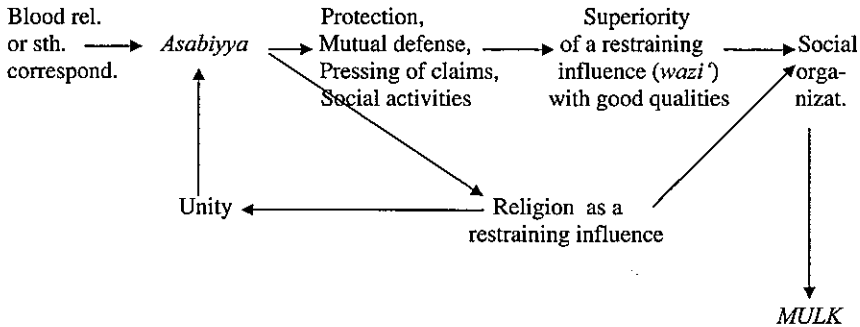 Blood rel.
or sth.
correspond.
Asabiyya
Protection,
Mutual defense,
Pressing of claims,
Social activities
Superiority
of a restraining
influence (wazi‘)
with good qualities
Social
orga-
nizat.
Unity
Religion as a
restraining influence
MULK